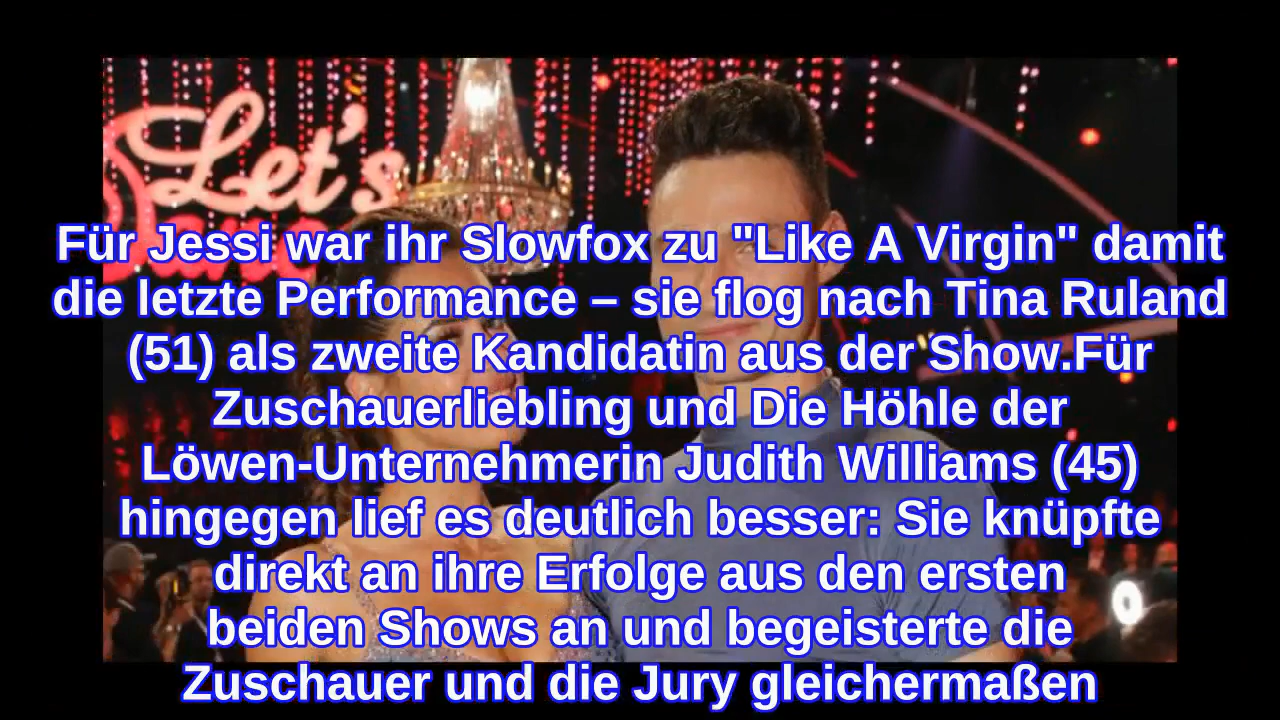 Let's
Dance
Für Jessi war ihr Slowfox zu "Like A Virgin" damit
die letzte Performance – sie flog nach Tina Ruland
(51) als zweite Kandidatin aus der Show.Für
Zuschauerliebling und Die Höhle der
Löwen-Unternehmerin Judith Williams (45)
hingegen lief es deutlich besser: Sie knüpfte
direkt an ihre Erfolge aus den ersten
beiden Shows an und begeisterte die
Zuschauer und die Jury gleichermaßen